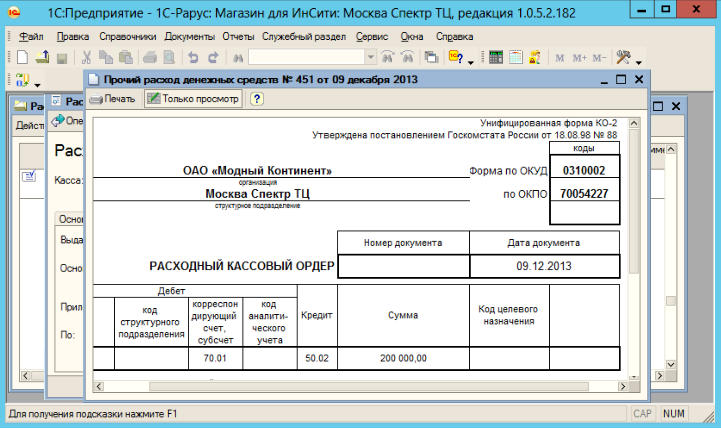 1С:Предприятие - 1С-Рарус: Магазин для ИнСити: Москва Спектр ТЦ, редакция 1.0.5.2.182
Файл Правка Справочники Документы Отчеты Служебный раздел Сервис Окна Справка
M M+ M-
Прочий расход денежных средств № 451 от 09 декабря 2013
Печать Только просмотр ?
Ра
Рас
Дейст
Опе
Рас
Касса:
Осно
Выда
Осно
Прил
По:
Унифицированная форма КО-2
Утверждена постановлением Госкомстата России от 18.08.98 № 88
коды
ОАО «Модный Континент» Форма по ОКУД 0310002
организация
Москва Спектр ТЦ по ОКПО 70054227
структурное подразделение
Номер документа Дата документа
РАСХОДНЫЙ КАССОВЫЙ ОРДЕР 09.12.2013
Дебет
код структурного подразделения
корреспон дирующий счет, субсчет
код аналити- ческого учета
Кредит
Сумма
Код целевого назначения
70.01 50.02 200 000,00
Для получения подсказки нажмите F1 CAP NUM